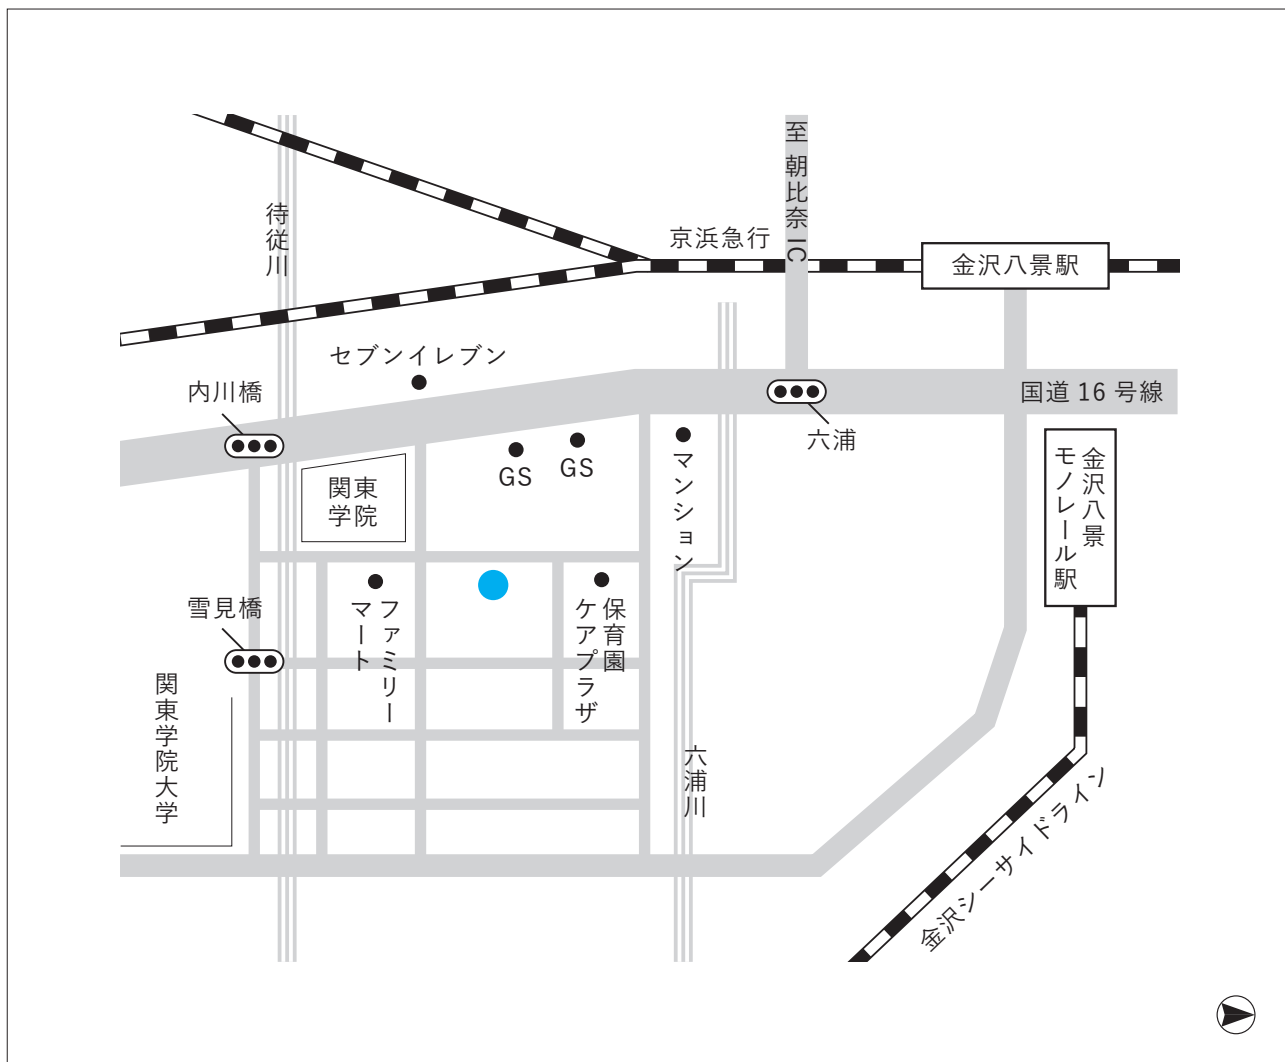 至 朝比奈 IC
待従川
京浜急行
金沢八景駅
セブンイレブン
内川橋
国道 16 号線
六浦
GS
GS
マンション
金沢八景
モノレール駅
関東
学院
雪見橋
ファミリー
マート
保育園
ケアプラザ
関東学院大学
六浦川
金沢シーサイドライン